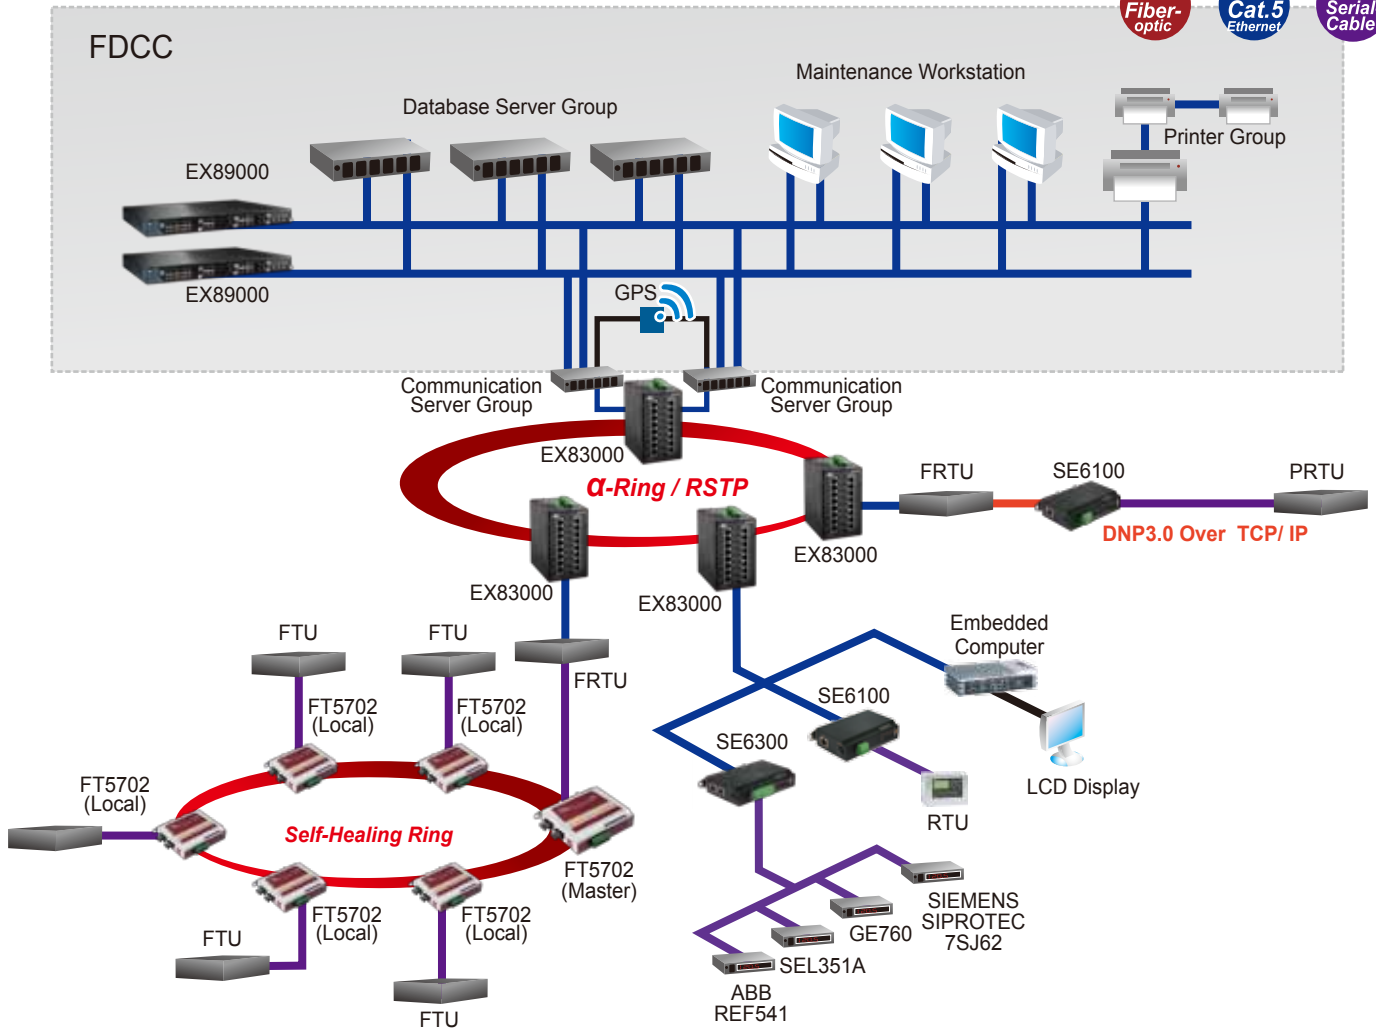 Fiber-
optic
Cat.5
Ethernet
Serial
Cable
FDCC
Maintenance Workstation
Database Server Group
Printer Group
EX89000
EX89000
GPS
Communication
Server Group
Communication
Server Group
EX83000
α-Ring / RSTP
FRTU
SE6100
PRTU
DNP3.0 Over TCP/ IP
EX83000
EX83000
EX83000
FTU
FTU
FRTU
Embedded
Computer
FT5702
(Local)
FT5702
(Local)
SE6100
SE6300
LCD Display
RTU
FT5702
(Local)
Self-Healing Ring
FT5702
(Master)
FT5702
(Local)
FT5702
(Local)
FTU
FTU
SIEMENS
SIPROTEC
7SJ62
GE760
SEL351A
ABB
REF541